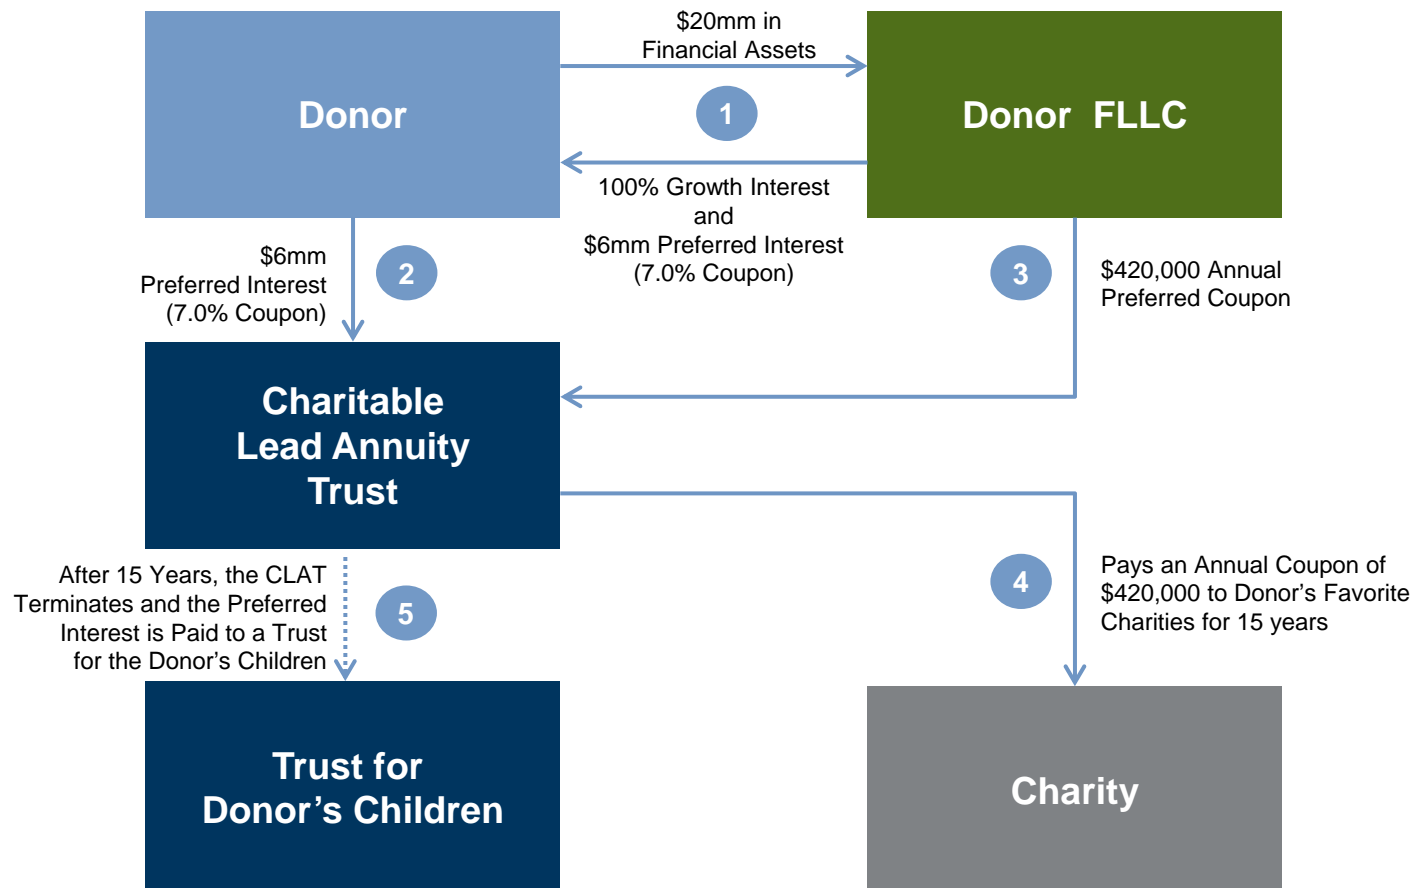 $20mm in
Financial Assets
Donor
1
Donor FLLC
100% Growth Interest
and
$6mm Preferred Interest
(7.0% Coupon)
$6mm
Preferred Interest
(7.0% Coupon)
2
3
$420,000 Annual
Preferred Coupon
Charitable
Lead Annuity
Trust
After 15 Years, the CLAT
Terminates and the Preferred
Interest is Paid to a Trust
for the Donor’s Children
5
4
Pays an Annual Coupon of
$420,000 to Donor’s Favorite
Charities for 15 years
Trust for
Donor’s Children
Charity